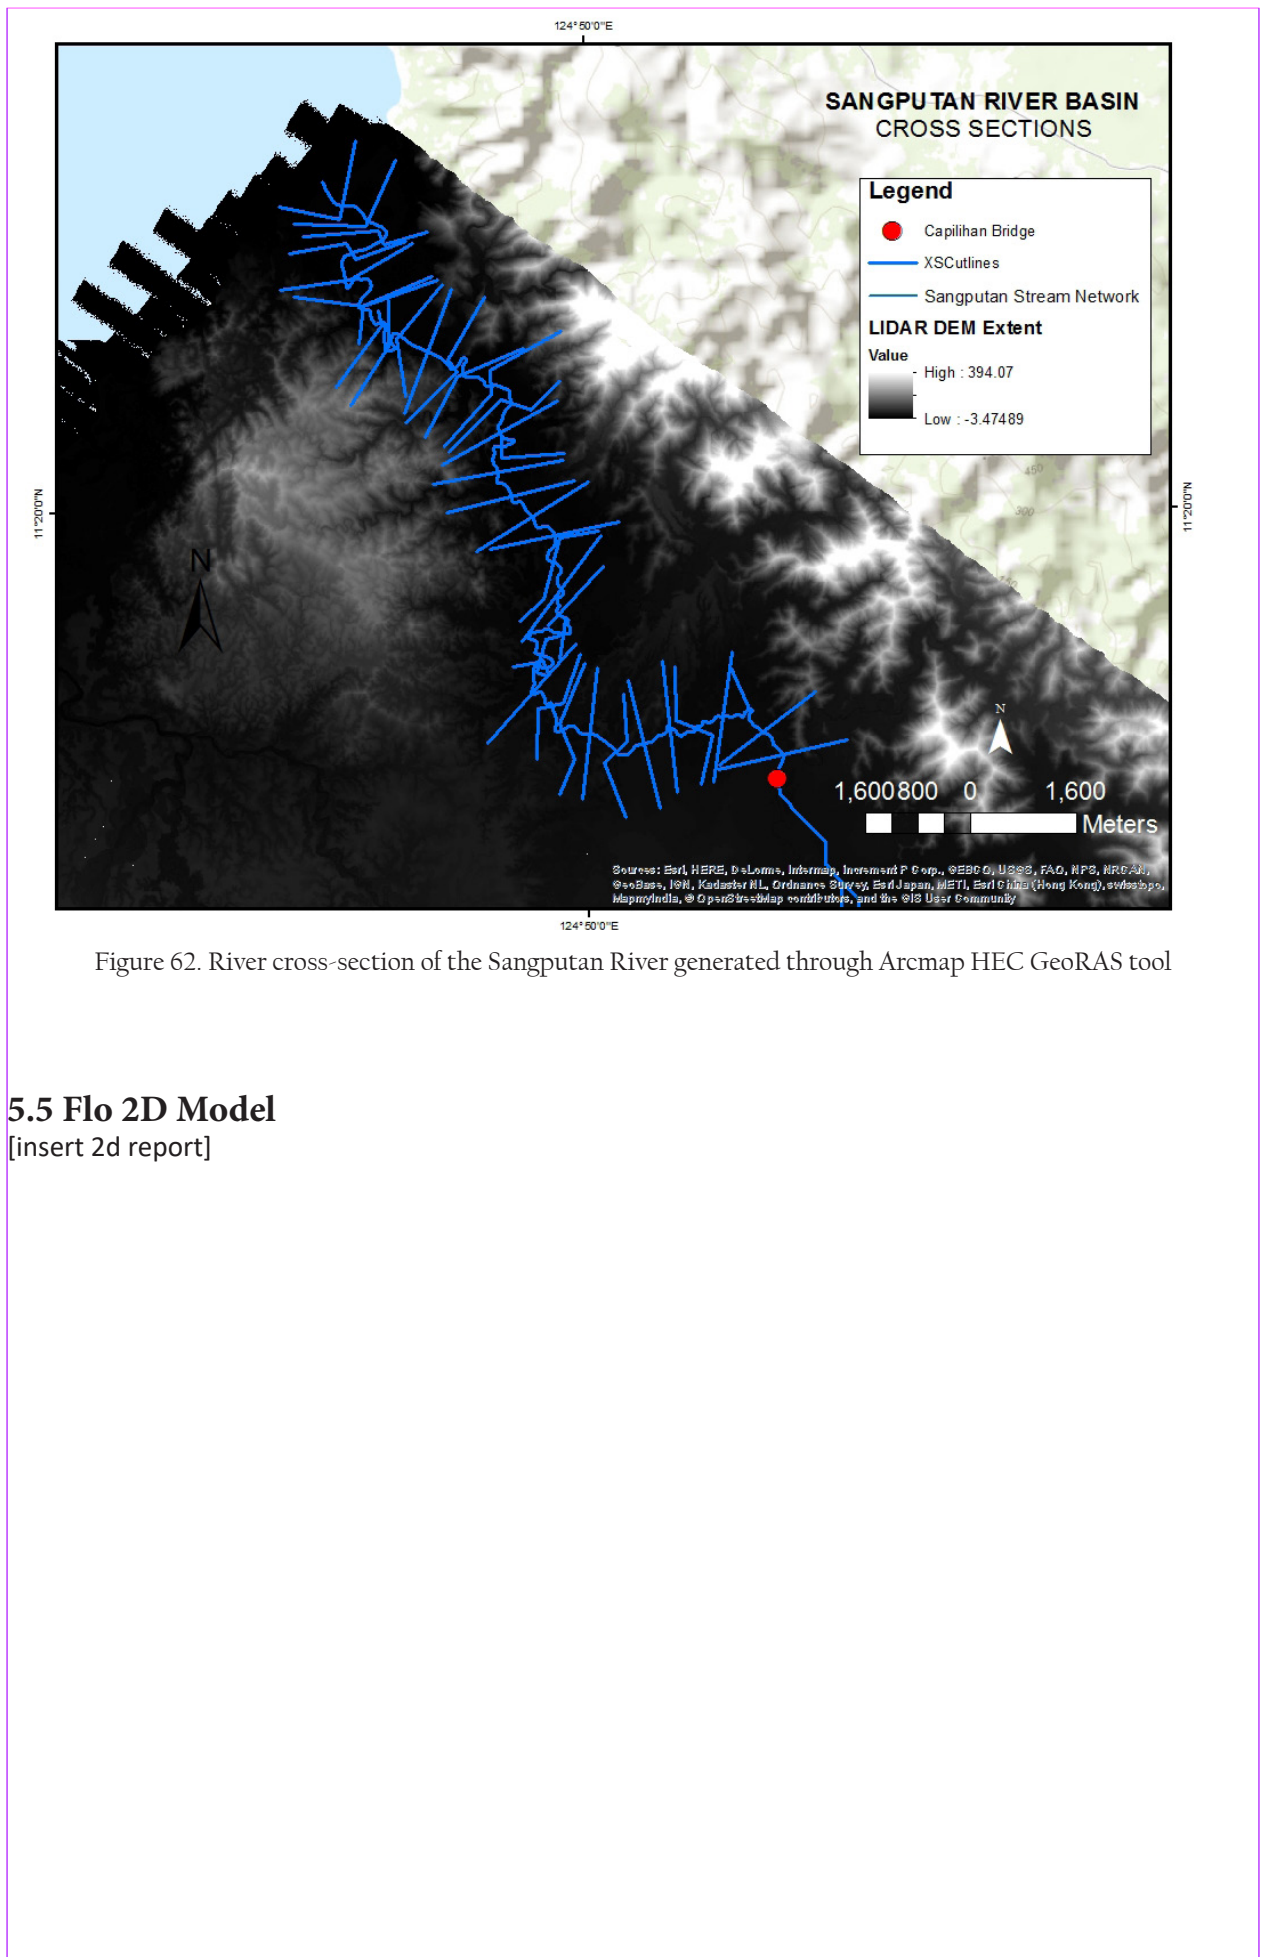 124°50'0"E
SANGPUTAN RIVER BASIN
CROSS SECTIONS
Legend
Capilihan Bridge
XSCutlines
Sangputan Stream Network
LIDAR DEM Extent
Value
High : 394.07
Low : -3.47489
450
300
11°20'0"N
11°20'0"N
N
N
1,600 800 0 1,600
Meters
Sources: Esri, HERE, DeLorme, Intermap, increment P Corp., GEBCO, USGS, FAO, NPS, NRCAN,
GeoBase, IGN, Kadaster NL, Ordnance Survey, Esri Japan, METI, Esri China (Hong Kong), swisstopo,
MapmyIndia, © OpenStreetMap contributors, and the GIS User Community
124°50'0"E
Figure 62. River cross-section of the Sangputan River generated through Arcmap HEC GeoRAS tool
5.5 Flo 2D Model
[insert 2d report]